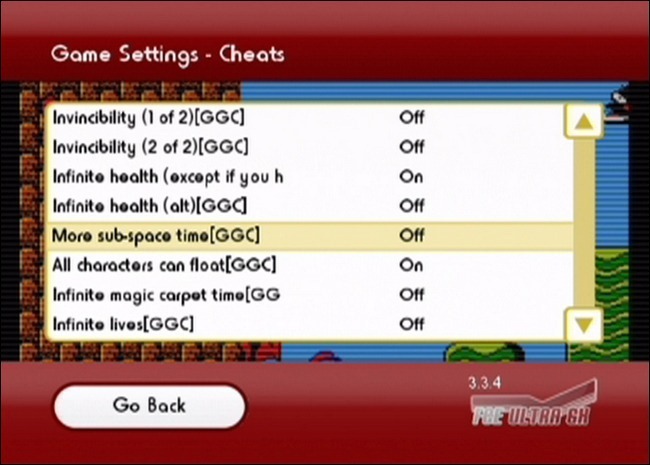 Game Settings - Cheats
Invincibility (1 of 2)[GGC] Off
Invincibility (2 of 2)[GGC] Off
Infinite health (except if you h On
Infinite health (alt)[GGC] Off
More sub-space time[GGC] Off
All characters can float[GGC] On
Infinite magic carpet time[GG Off
Infinite lives[GGC] Off
Go Back
3.3.4
FCE ULTRA GX